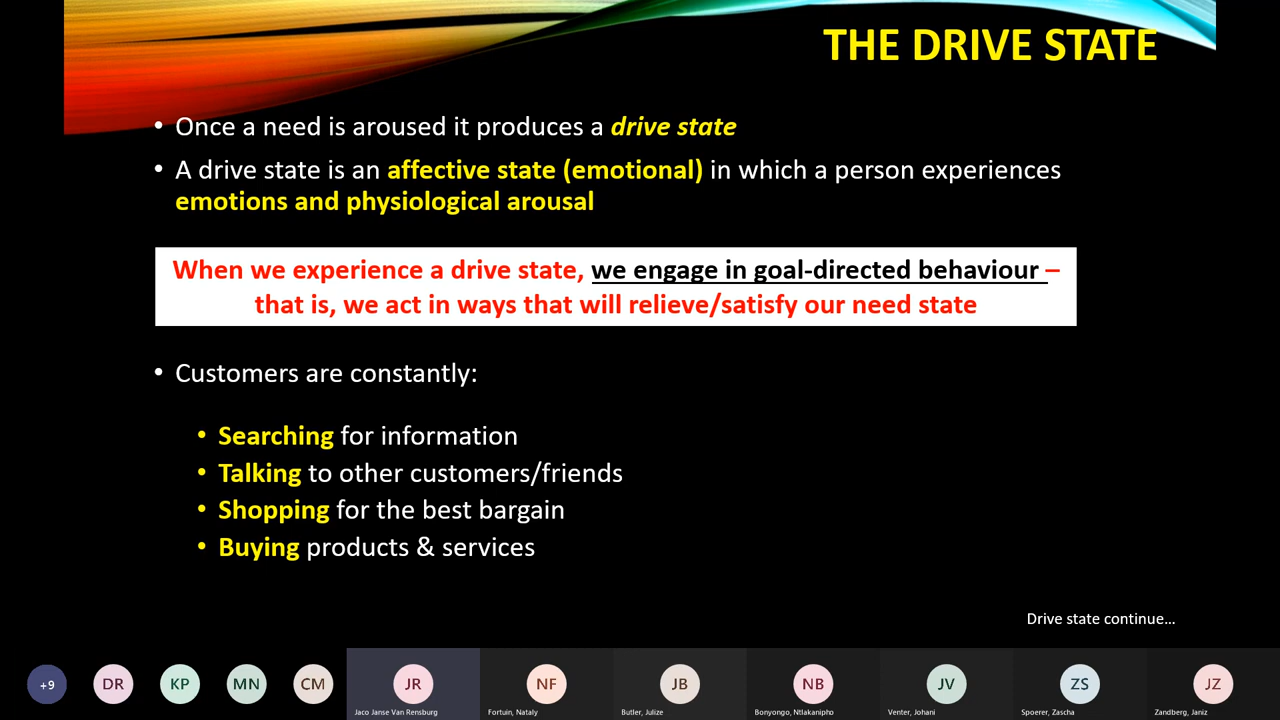 THE DRIVE STATE
• Once a need is aroused it produces a drive state
• A drive state is an affective state (emotional) in which a person experiences
emotions and physiological arousal
When we experience a drive state, we engage in goal-directed behaviour –
that is, we act in ways that will relieve/satisfy our need state
• Customers are constantly:
• Searching for information
• Talking to other customers/friends
• Shopping for the best bargain
• Buying products & services
Drive state continue...
+9 DR KP MN CM JR NF JB NB JV ZS JZ
Jaco Janse Van Rensburg Fortuin, Nataly Butler, Julize Bonyongo, Ntlakanipho Venter, Johani Spoerer, Zascha Zandberg, Janiz